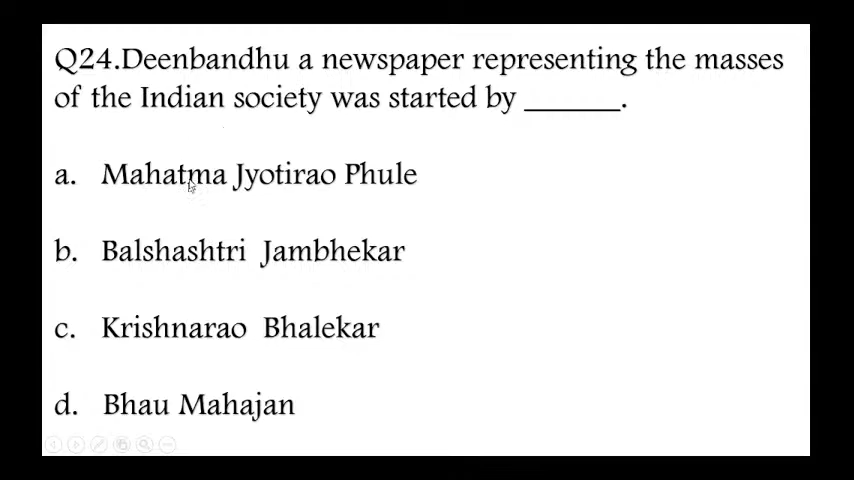 Q24.Deenbandhu a newspaper representing the masses
of the Indian society was started by ______.
a. Mahatma Jyotirao Phule
b. Balshashtri Jambhekar
c. Krishnarao Bhalekar
d. Bhau Mahajan